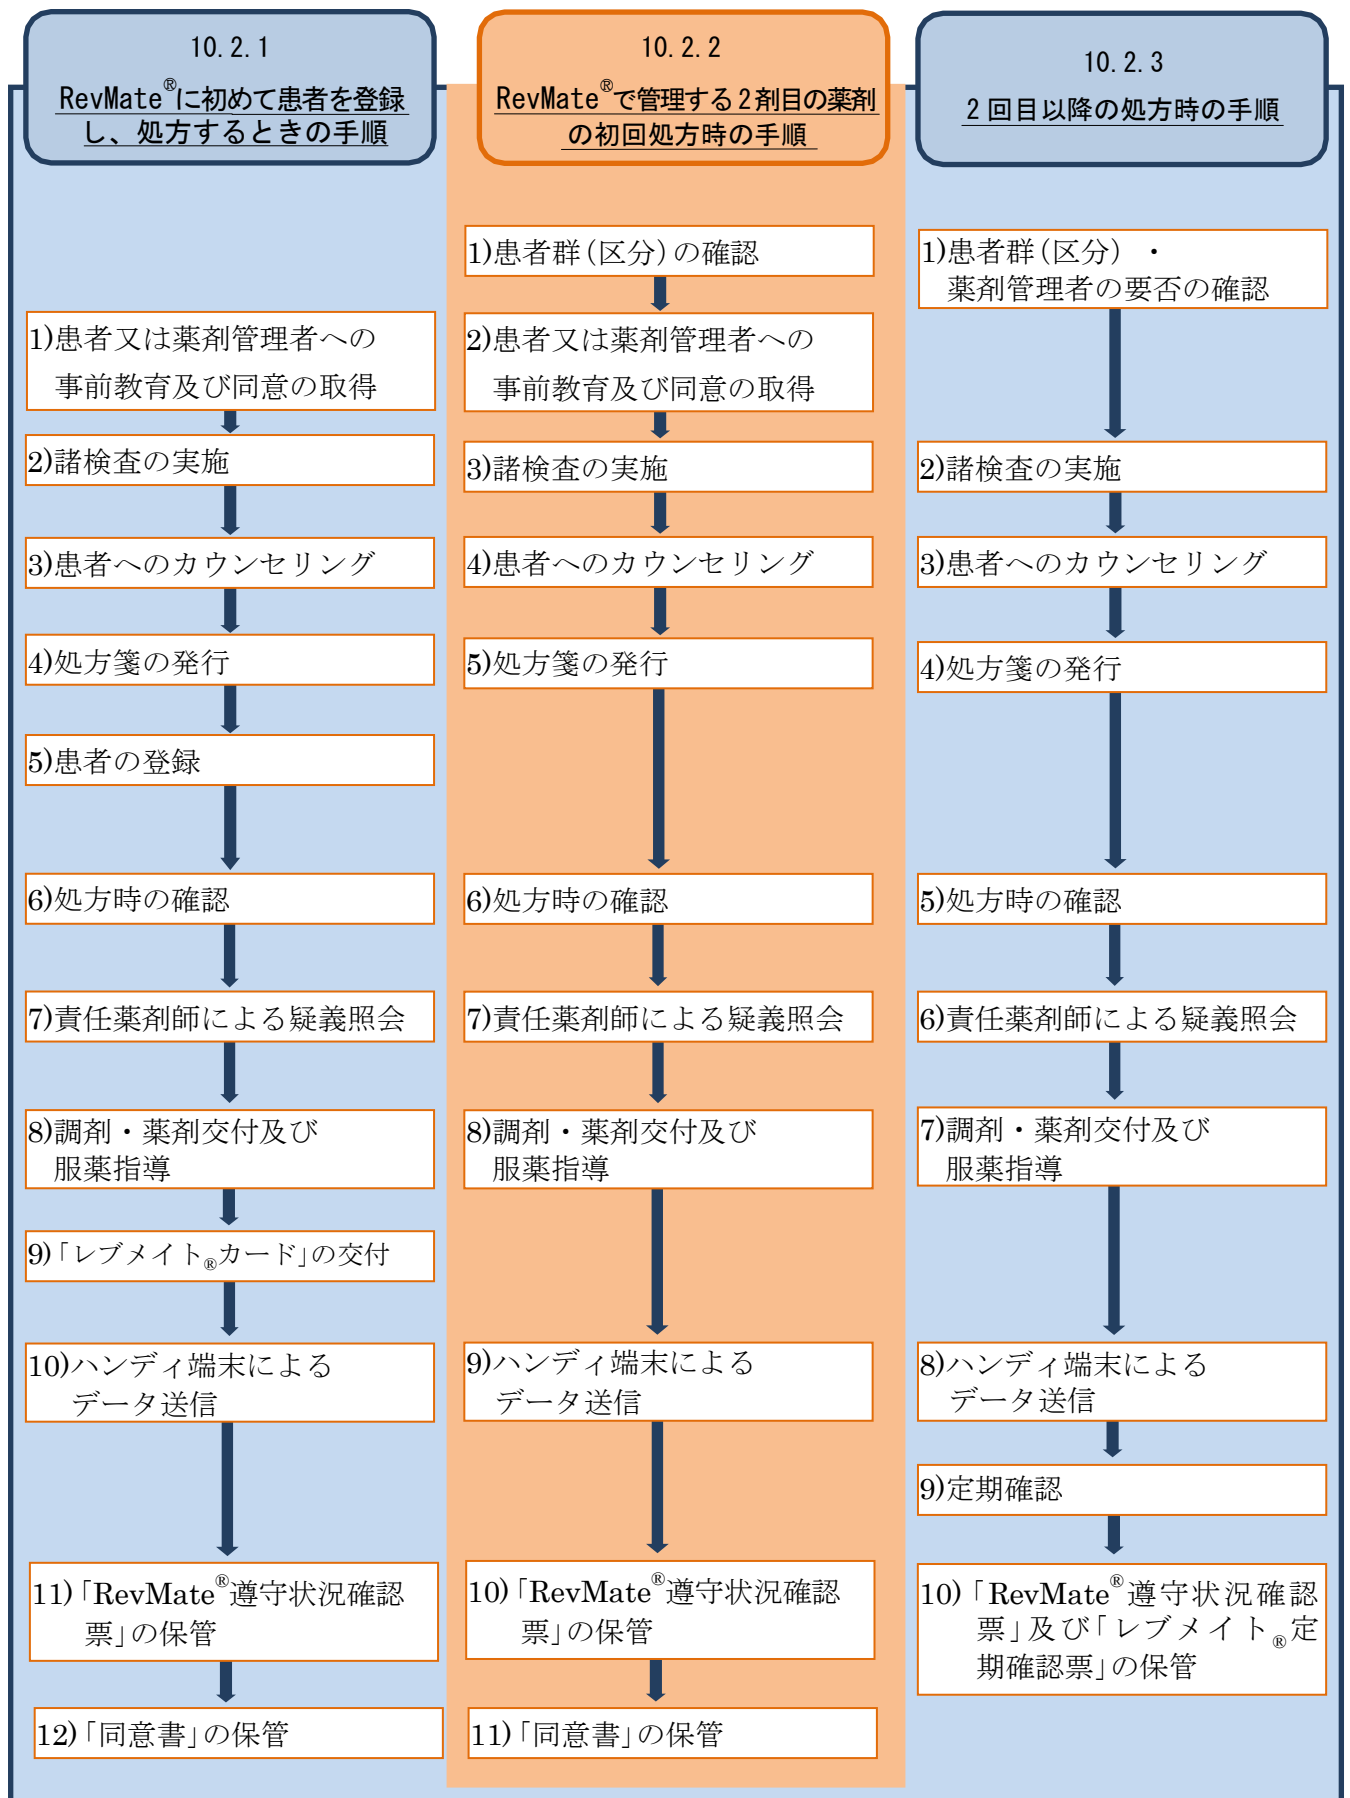 10.2.1
RevMate®に初めて患者を登録
し、処方するときの手順
1)患者又は薬剤管理者への
事前教育及び同意の取得
2)諸検査の実施
3)患者へのカウンセリング
4)処方箋の発行
5)患者の登録
6)処方時の確認
7)責任薬剤師による疑義照会
8)調剤・薬剤交付及び
服薬指導
9)「レブメイト®カード」の交付
10)ハンディ端末による
データ送信
11)「RevMate®遵守状況確認
票」の保管
12)「同意書」の保管
10.2.2
RevMate®で管理する2剤目の薬剤
の初回処方時の手順
1)患者群(区分)の確認
2)患者又は薬剤管理者への
事前教育及び同意の取得
3)諸検査の実施
4)患者へのカウンセリング
5)処方箋の発行
6)処方時の確認
7)責任薬剤師による疑義照会
8)調剤・薬剤交付及び
服薬指導
9)ハンディ端末による
データ送信
10)「RevMate®遵守状況確認
票」の保管
11)「同意書」の保管
10.2.3
2回目以降の処方時の手順
1)患者群(区分)・
薬剤管理者の要否の確認
2)諸検査の実施
3)患者へのカウンセリング
4)処方箋の発行
5)処方時の確認
6)責任薬剤師による疑義照会
7)調剤・薬剤交付及び
服薬指導
8)ハンディ端末による
データ送信
9)定期確認
10)「RevMate®遵守状況確認
票」及び「レブメイト®定
期確認票」の保管